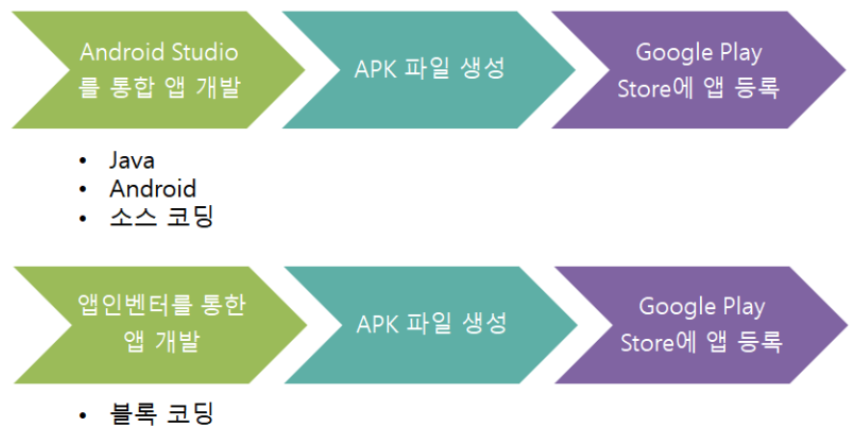 Android Studio
를 통합 앱 개발
APK 파일 생성
Google Play
Store에 앱 등록
• Java
• Android
• 소스 코딩
앱인벤터를 통한
앱 개발
APK 파일 생성
Google Play
Store에 앱 등록
• 블록 코딩